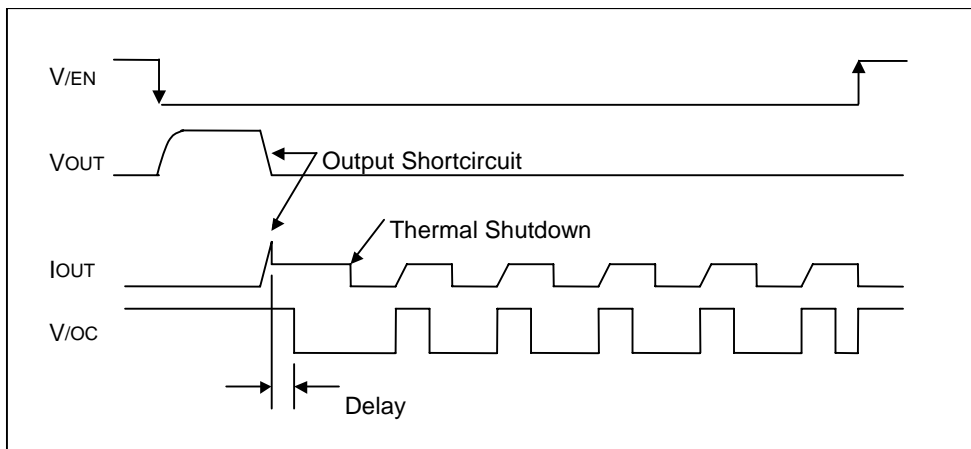 V/EN
VOUT
Output Shortcircuit
Thermal Shutdown
IOUT
V/OC
Delay